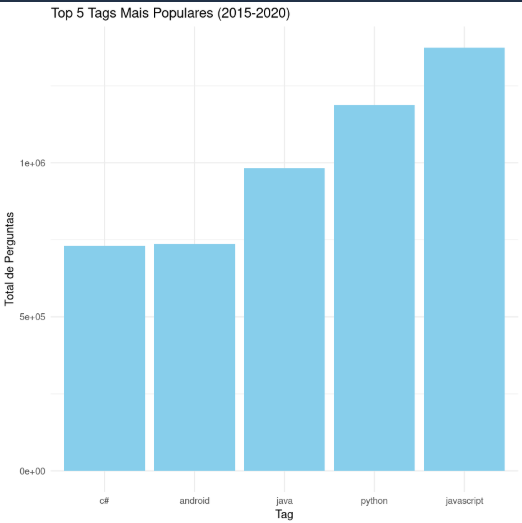 Top 5 Tags Mais Populares (2015-2020)
Total de Perguntas
1e+06
5e+05
0e+00
c# android java python javascript
Tag